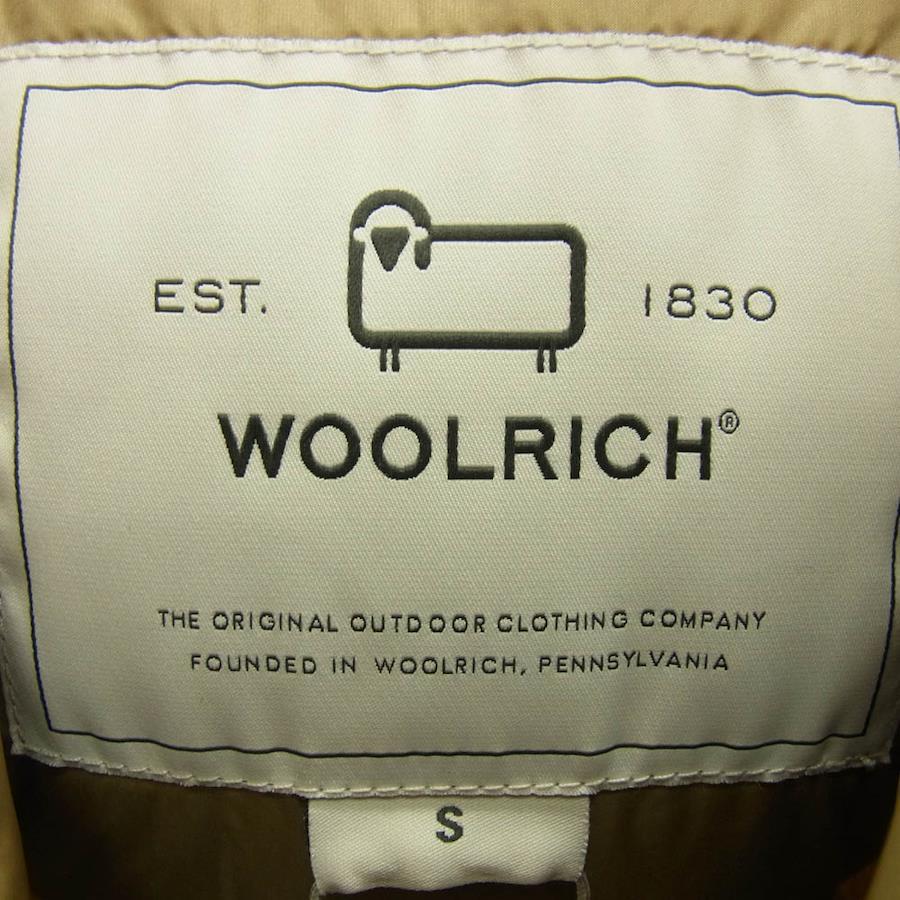 EST. 1830
WOOLRICH®
THE ORIGINAL OUTDOOR CLOTHING COMPANY
FOUNDED IN WOOLRICH, PENNSYLVANIA
S